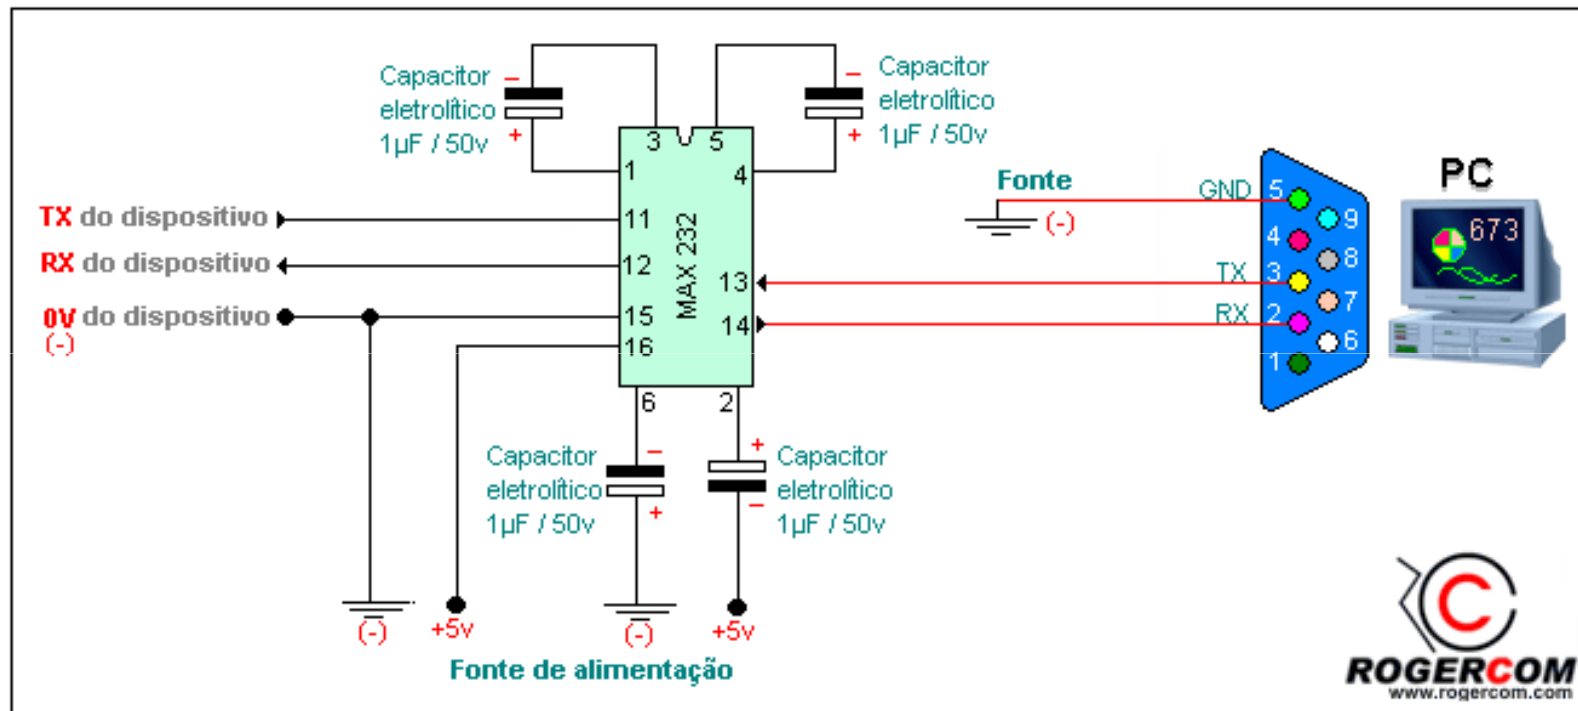 Capacitor
eletrolítico
1µF / 50v
–
+
–
+
Capacitor
eletrolítico
1µF / 50v
3
5
1
4
11
12
13
14
15
16
6
2
MAX 232
TX do dispositivo
RX do dispositivo
0V do dispositivo
(-)
Fonte
(-)
GND
TX
RX
5
4
3
2
1
9
8
7
6
PC
673
Capacitor
eletrolítico
1µF / 50v
–
+
+
–
Capacitor
eletrolítico
1µF / 50v
(-)
+5v
(-)
+5v
Fonte de alimentação
C
ROGERCOM
www.rogercom.com